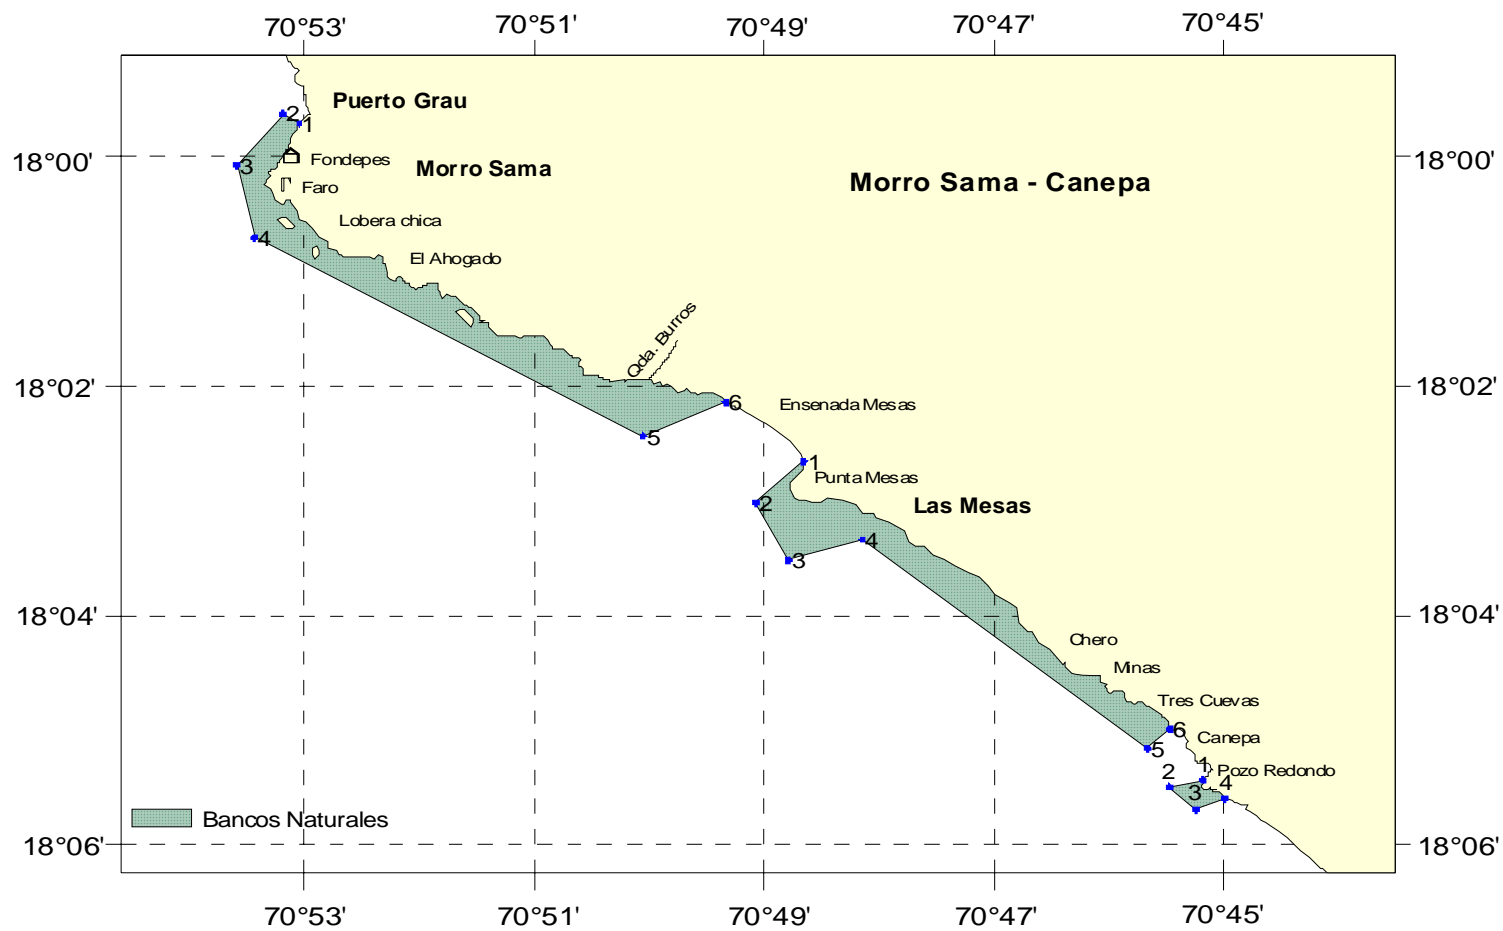 70°53'
70°51'
70°49'
70°47'
70°45'
Puerto Grau
2
1
18°00'
Fondepes
Morro Sama
18°00'
3
Morro Sama - Canepa
Faro
Lobera chica
4
El Ahogado
Qda. Burros
18°02'
18°02'
6
Ensenada Mesas
5
1
Punta Mesas
2
Las Mesas
4
3
18°04'
18°04'
Chero
Minas
Tres Cuevas
6
Canepa
5
1
2
Pozo Redondo
4
3
Bancos Naturales
18°06'
18°06'
70°53'
70°51'
70°49'
70°47'
70°45'